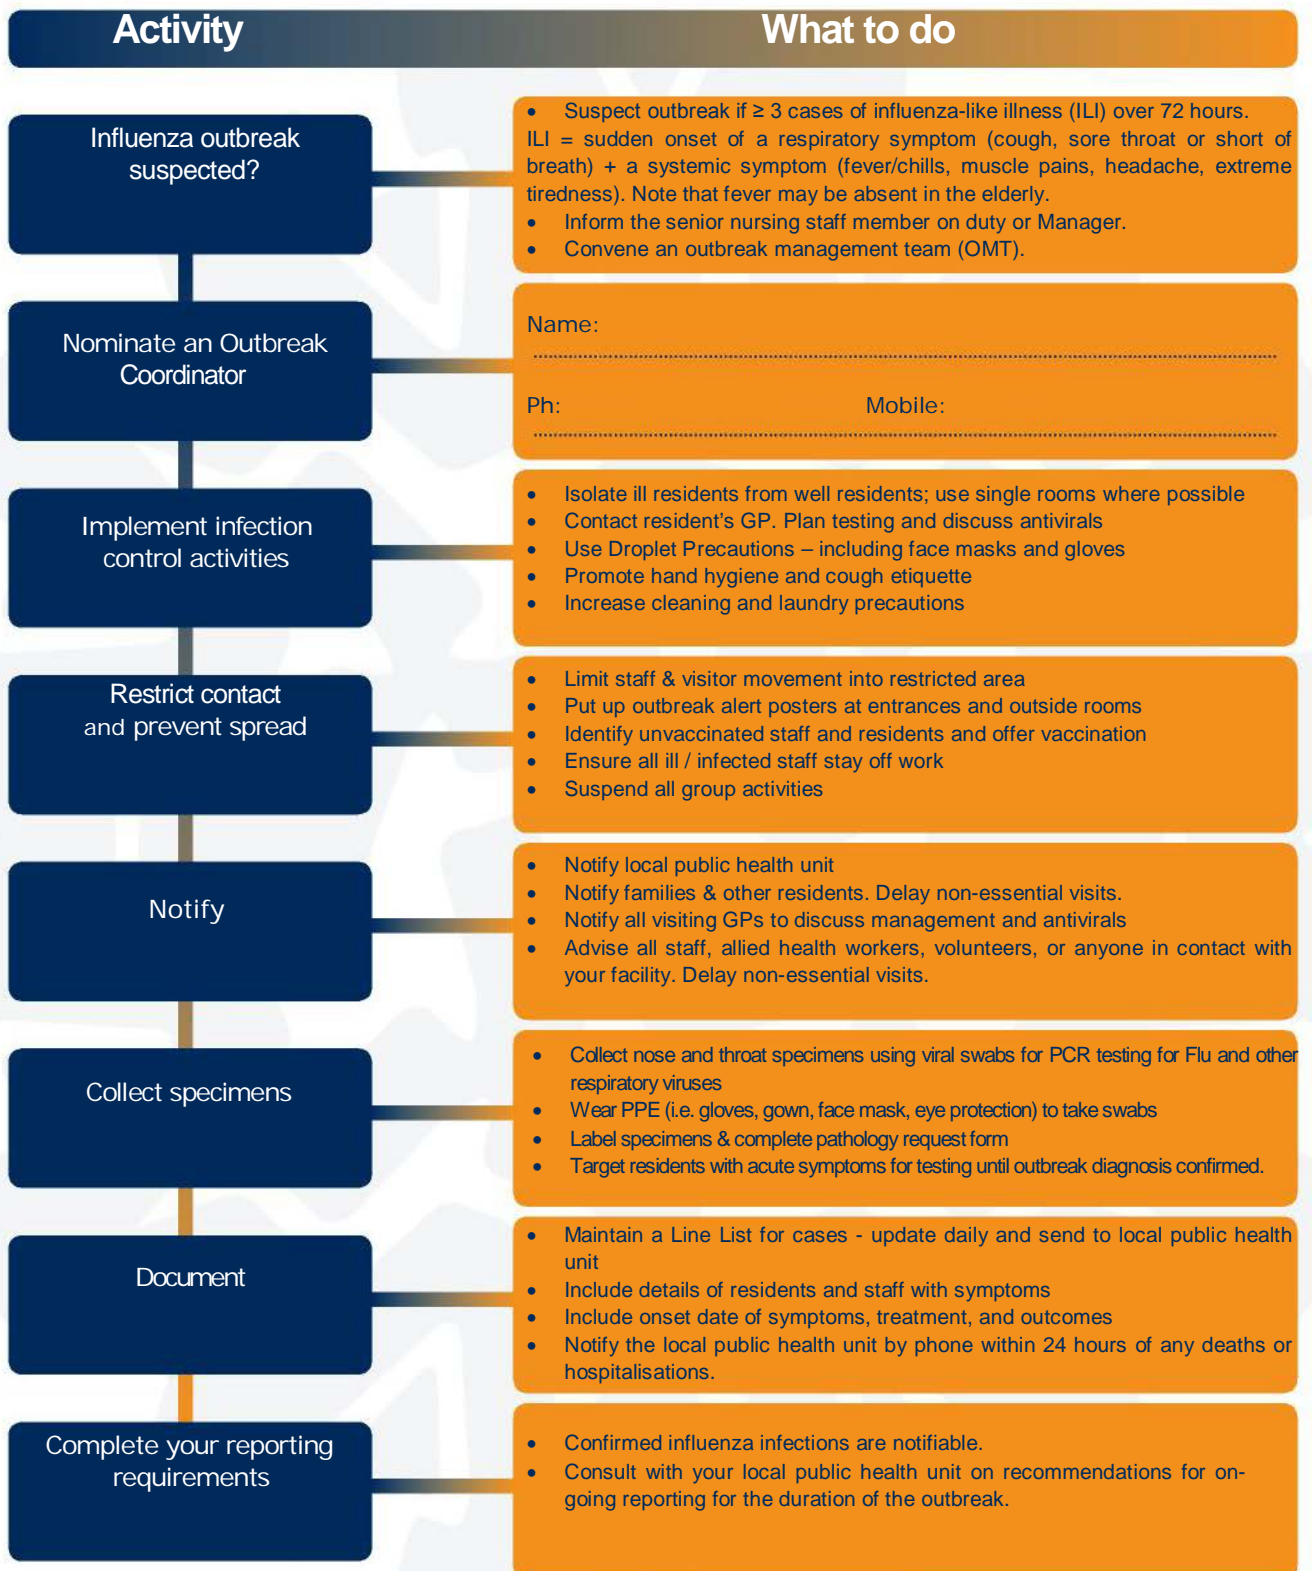 Activity What to do
Influenza outbreak
suspected?
• Suspect outbreak if ≥ 3 cases of influenza-like illness (ILI) over 72 hours.
ILI = sudden onset of a respiratory symptom (cough, sore throat or short of
breath) + a systemic symptom (fever/chills, muscle pains, headache, extreme
tiredness). Note that fever may be absent in the elderly.
• Inform the senior nursing staff member on duty or Manager.
• Convene an outbreak management team (OMT).
Nominate an Outbreak
Coordinator
Name:
Ph: Mobile:
Implement infection
control activities
• Isolate ill residents from well residents; use single rooms where possible
• Contact resident’s GP. Plan testing and discuss antivirals
• Use Droplet Precautions – including face masks and gloves
• Promote hand hygiene and cough etiquette
• Increase cleaning and laundry precautions
Restrict contact
and prevent spread
• Limit staff & visitor movement into restricted area
• Put up outbreak alert posters at entrances and outside rooms
• Identify unvaccinated staff and residents and offer vaccination
• Ensure all ill / infected staff stay off work
• Suspend all group activities
Notify
• Notify local public health unit
• Notify families & other residents. Delay non-essential visits.
• Notify all visiting GPs to discuss management and antivirals
• Advise all staff, allied health workers, volunteers, or anyone in contact with
your facility. Delay non-essential visits.
Collect specimens
• Collect nose and throat specimens using viral swabs for PCR testing for Flu and other
respiratory viruses
• Wear PPE (i.e. gloves, gown, face mask, eye protection) to take swabs
• Label specimens & complete pathology request form
• Target residents with acute symptoms for testing until outbreak diagnosis confirmed.
Document
• Maintain a Line List for cases - update daily and send to local public health
unit
• Include details of residents and staff with symptoms
• Include onset date of symptoms, treatment, and outcomes
• Notify the local public health unit by phone within 24 hours of any deaths or
hospitalisations.
Complete your reporting
requirements
• Confirmed influenza infections are notifiable.
• Consult with your local public health unit on recommendations for on-
going reporting for the duration of the outbreak.